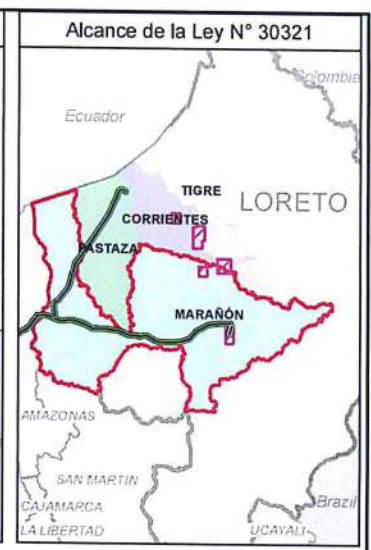 Alcance de la Ley N° 30321
Colombia
Ecuador
TIGRE
LORETO
CORRIENTES
PASTAZA
MARAÑÓN
AMAZONAS
SAN MARTIN
CAJAMARCA
Brazil
LA LIBERTAD
UCAYALI